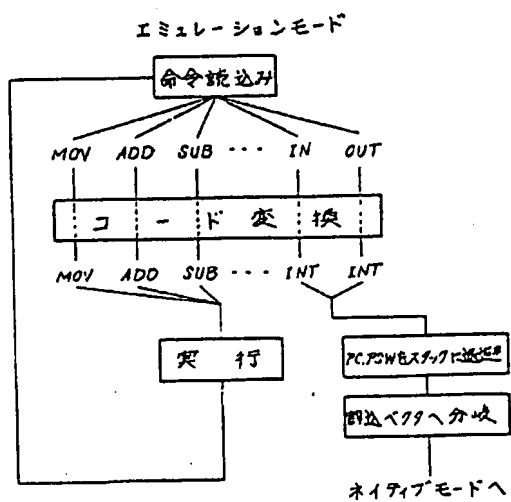 エミュレーションモード
命令読込み
MOV ADD SUB ... IN OUT
コード変換
MOV ADD SUB ... INT INT
実行
PC.PSWをスタックに退避
割込ベクタへ分岐
ネイティブモードへ